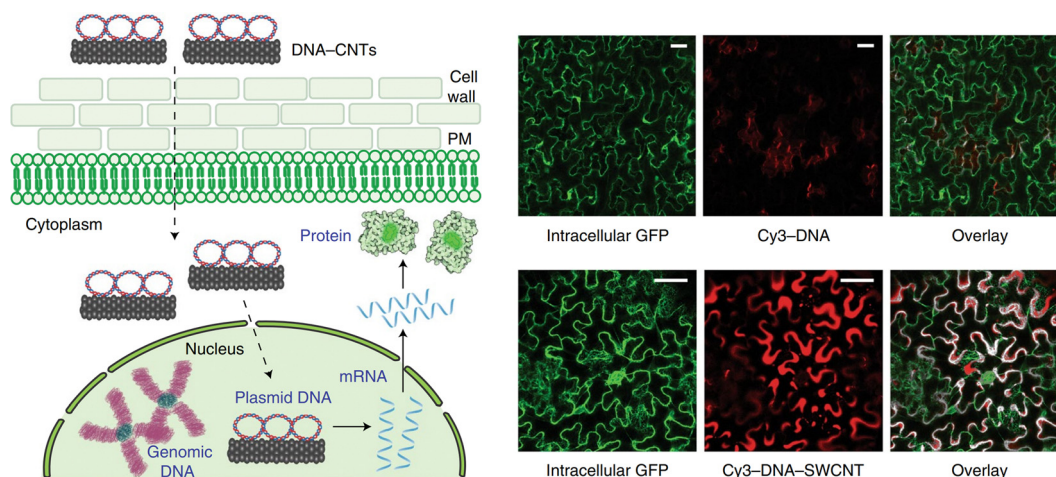 DNA–CNTs
Cell
wall
PM
Cytoplasm
Protein
Nucleus
mRNA
Plasmid DNA
Genomic
DNA
Intracellular GFP
Cy3–DNA
Overlay
Intracellular GFP
Cy3–DNA–SWCNT
Overlay